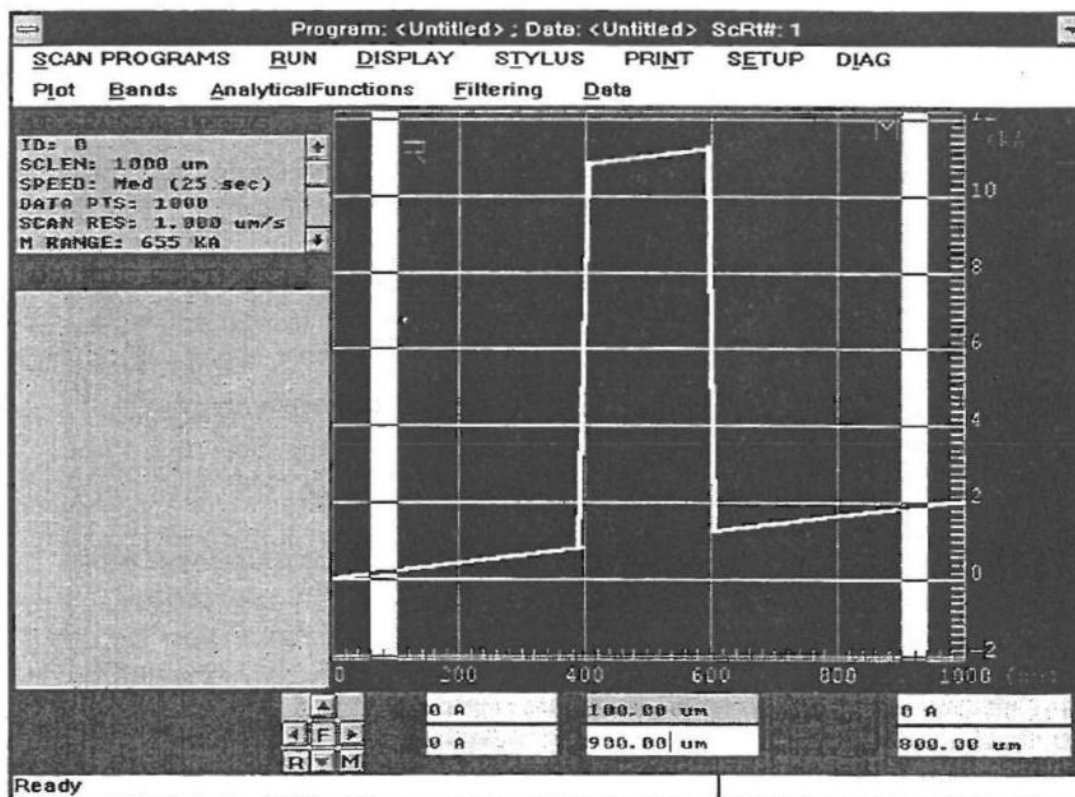 Program: <Untitled> ; Data: <Untitled> ScRt#: 1
SCAN PROGRAMS RUN DISPLAY STYLUS PRINT SETUP DIAG
Plot Bands AnalyticalFunctions Filtering Data
ID: 0
SCLEN: 1000 um
SPEED: Med (25 sec)
DATA PTS: 1000
SCAN RES: 1.000 um/s
M RANGE: 655 KA
R
12
10
8
6
4
2
0
-2
0 200 400 600 800 1000
0 A 100.00 um 0 A
F
0 A 900.00 um 800.00 um
R M
Ready